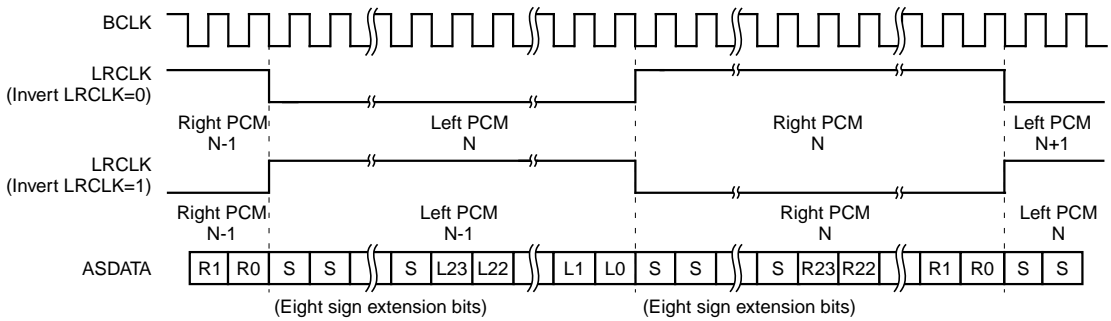 BCLK
LRCLK
(Invert LRCLK=0)
Right PCM
N-1
Left PCM
N
Right PCM
N
Left PCM
N+1
LRCLK
(Invert LRCLK=1)
Right PCM
N-1
Left PCM
N-1
Right PCM
N
Left PCM
N
ASDATA R1 R0 S S S L23 L22 L1 L0 S S S R23 R22 R1 R0 S S
(Eight sign extension bits) (Eight sign extension bits)